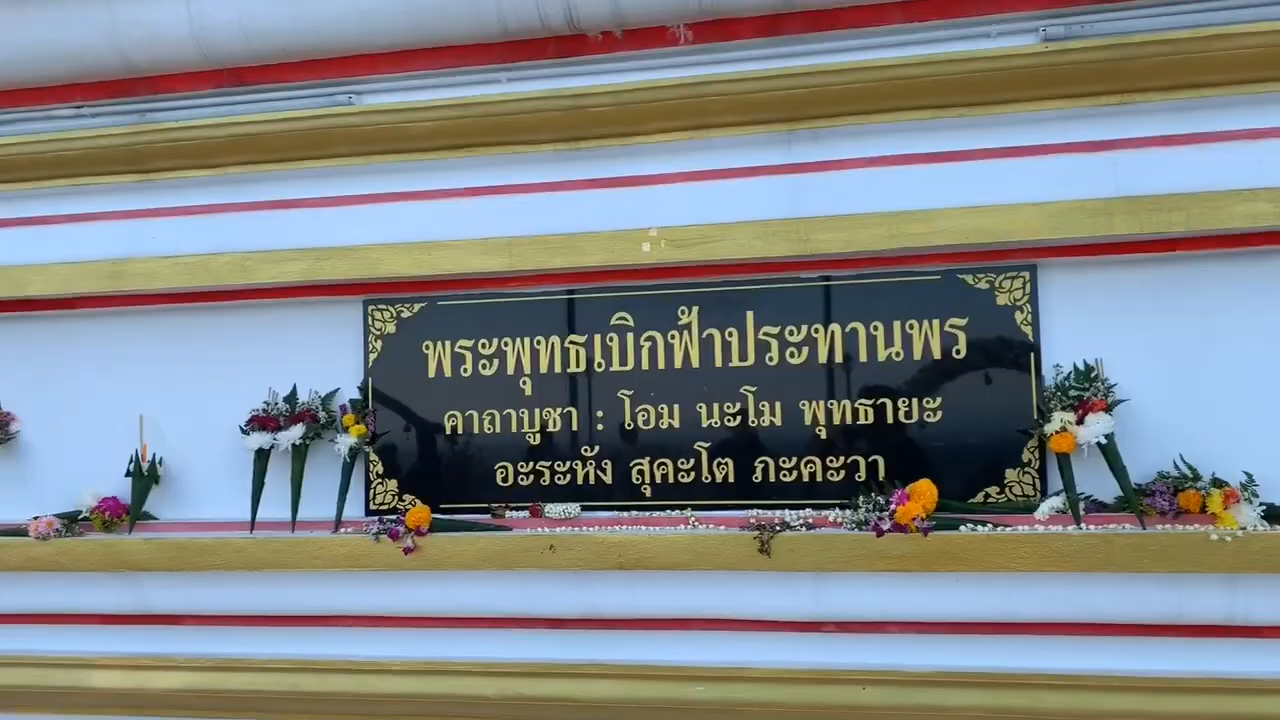 พระพุทธเบิกฟ้าประทานพร
คาถาบูชา : โอม นะโม พุทธายะ
อะระหัง สุคะโต ภะคะวา